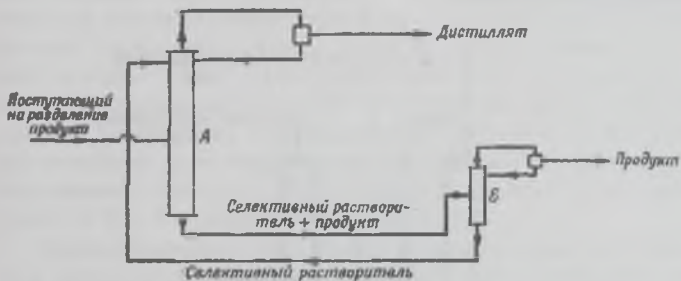 Дистиллят
Поступающий
на разделение
продукт
А
Продукт
Б
Селективный раствори-
тель + продукт
Селективный растворитель